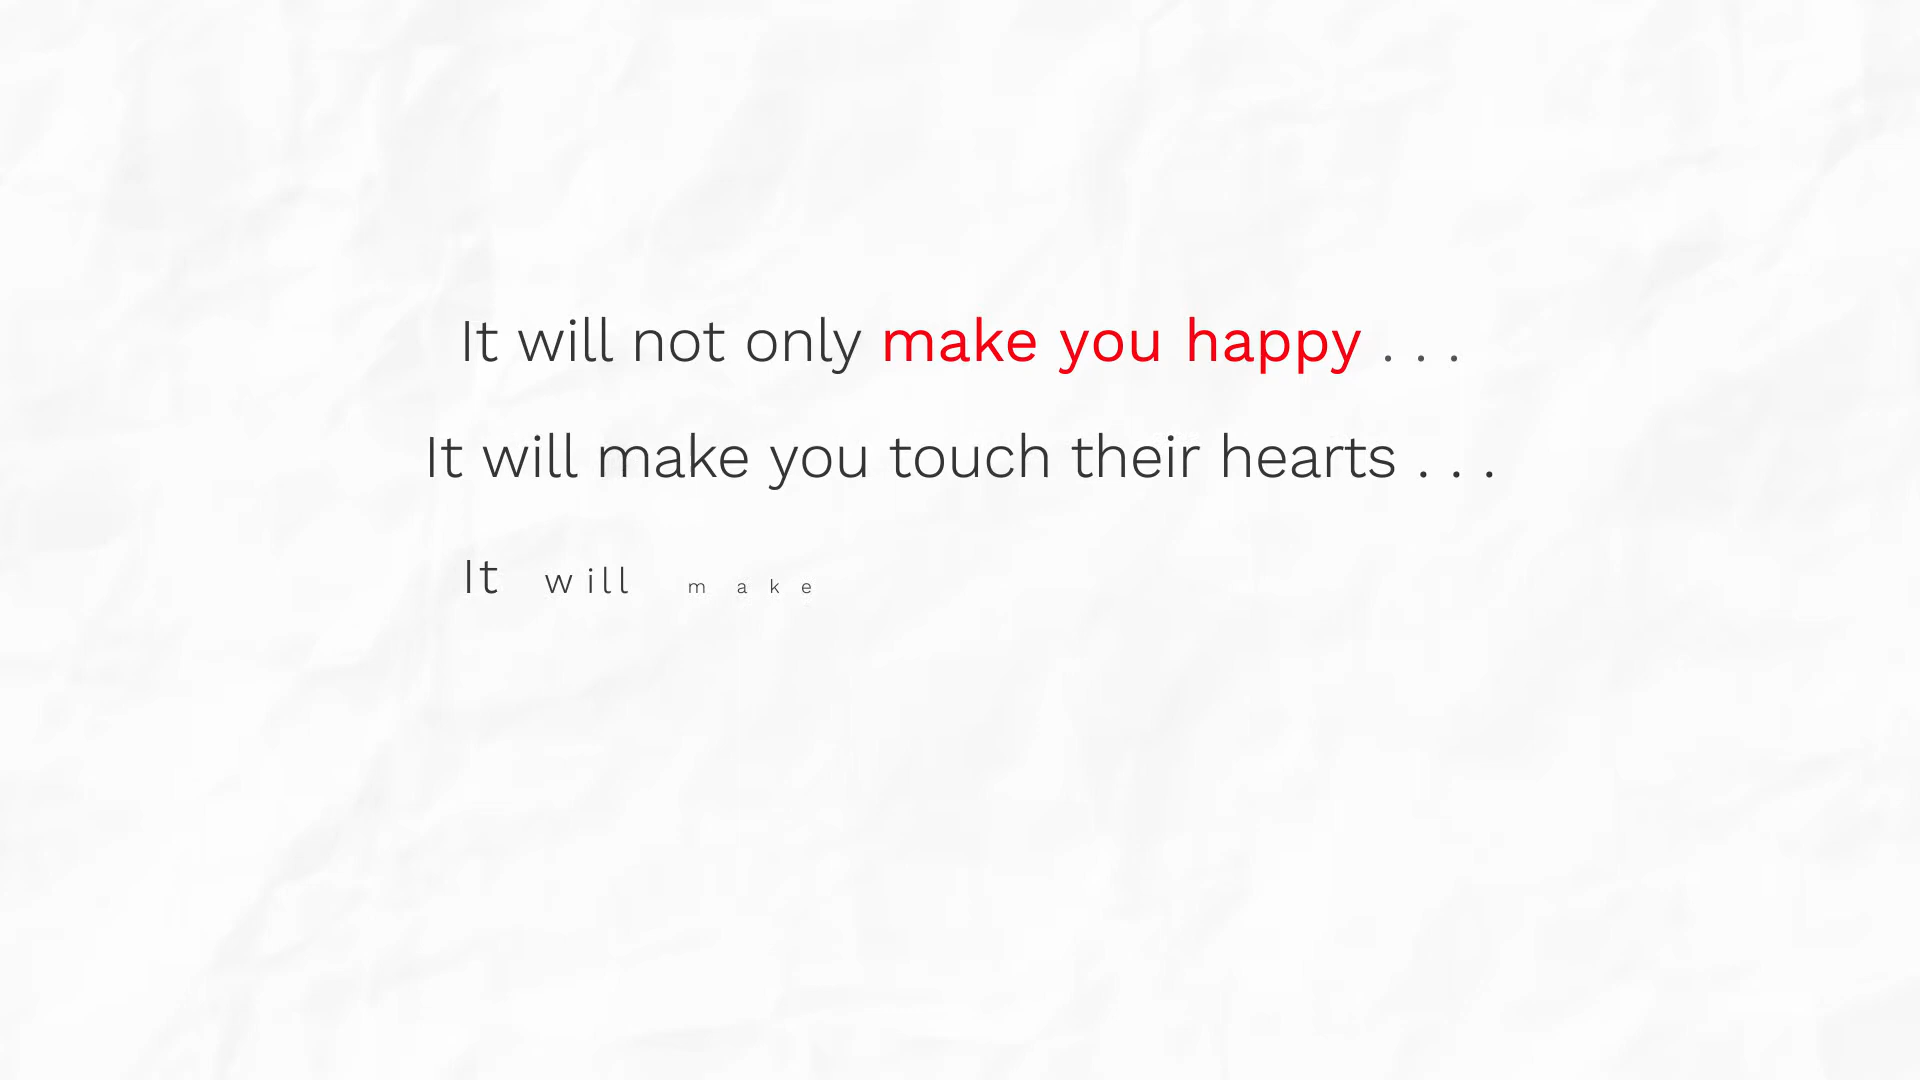 It will not only make you happy . . .
It will make you touch their hearts . . .
It will make